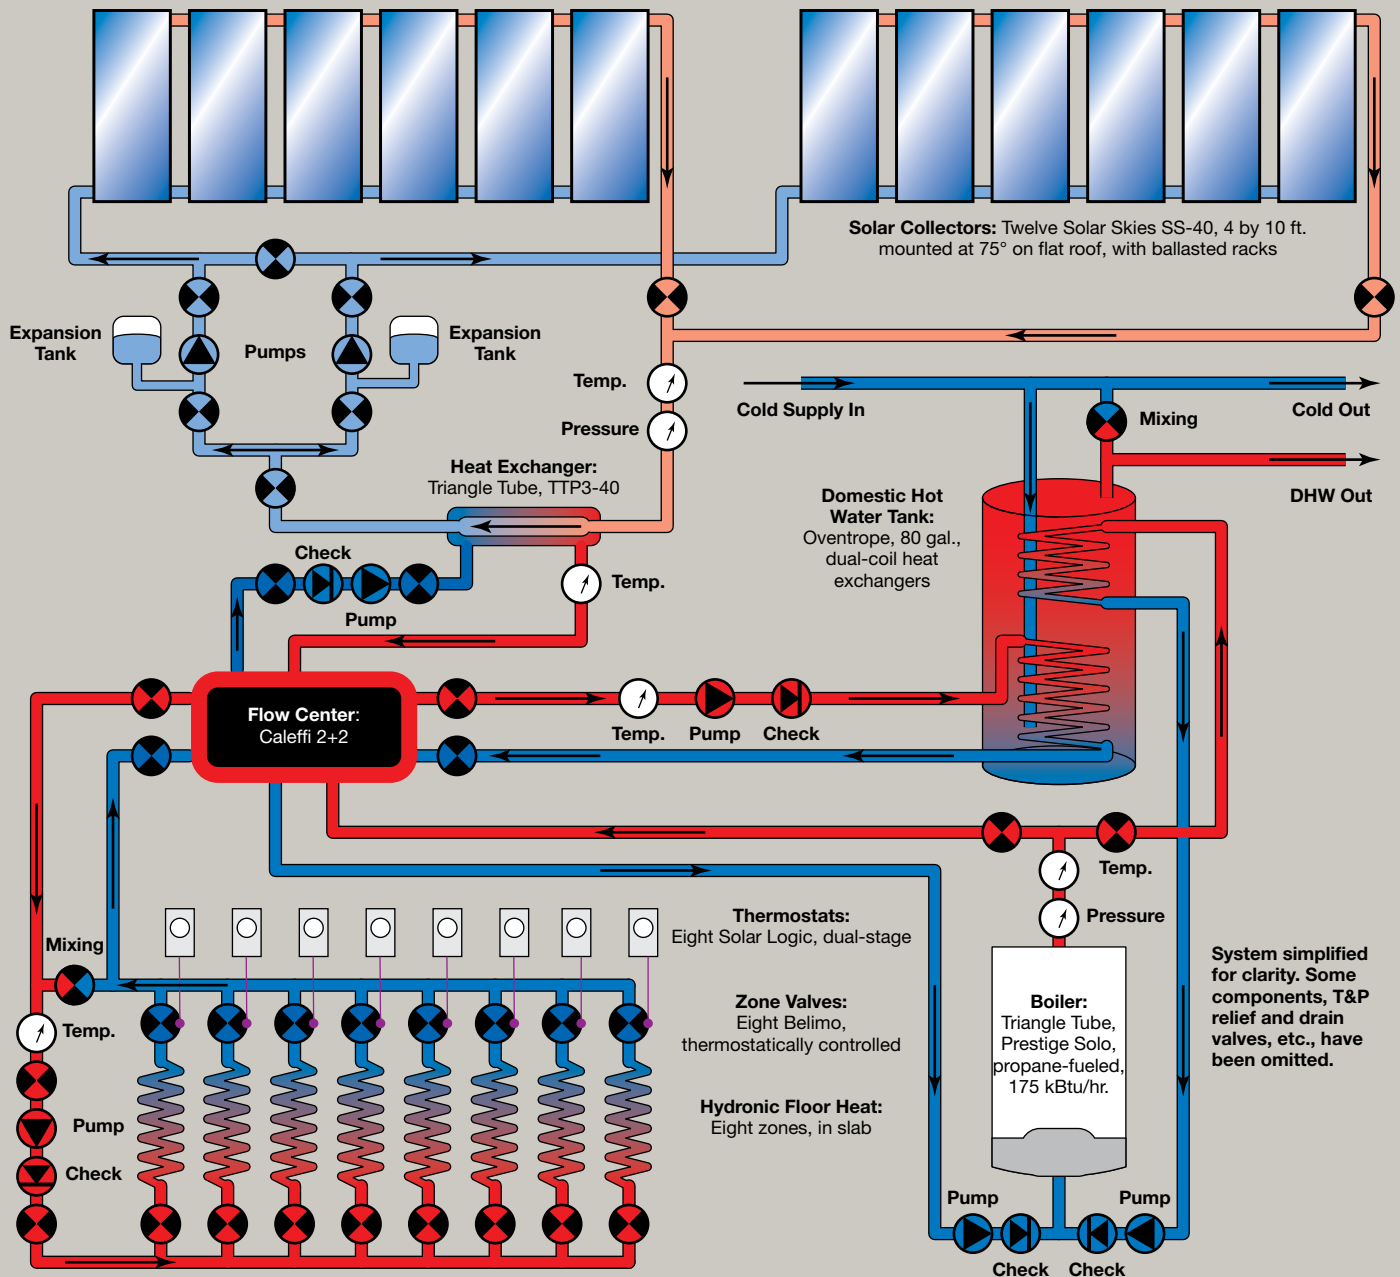 Solar Collectors: Twelve Solar Skies SS-40, 4 by 10 ft.
mounted at 75° on flat roof, with ballasted racks
Expansion
Tank
Pumps
Expansion
Tank
Temp.
Pressure
Cold Supply In
Mixing
Cold Out
DHW Out
Heat Exchanger:
Triangle Tube, TTP3-40
Domestic Hot
Water Tank:
Oventrope, 80 gal.,
dual-coil heat
exchangers
Check
Pump
Temp.
Flow Center:
Caleffi 2+2
Temp.
Pump
Check
Temp.
Pressure
Thermostats:
Eight Solar Logic, dual-stage
Mixing
Zone Valves:
Eight Belimo,
thermostatically controlled
Temp.
Pump
Check
Hydronic Floor Heat:
Eight zones, in slab
Boiler:
Triangle Tube,
Prestige Solo,
propane-fueled,
175 kBtu/hr.
System simplified
for clarity. Some
components, T&P
relief and drain
valves, etc., have
been omitted.
Pump
Pump
Check
Check